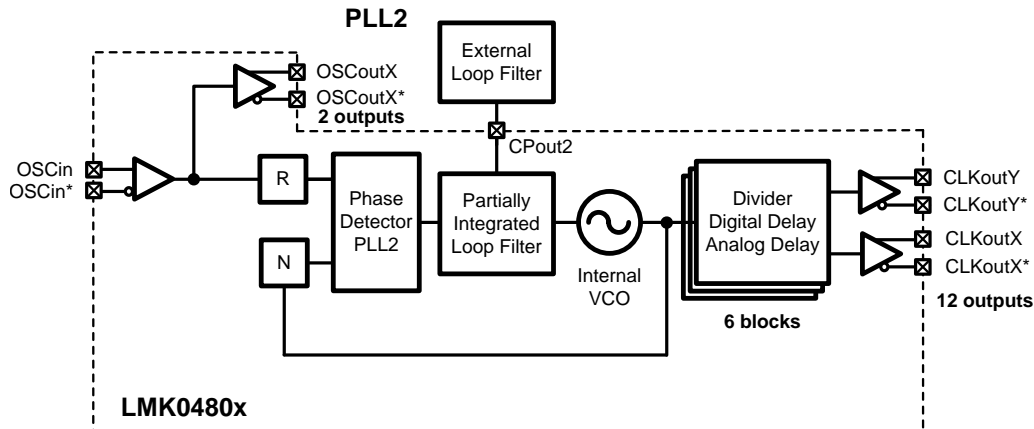 PLL2
External
Loop Filter
OSCoutX
OSCoutX*
2 outputs
CPout2
OSCin
OSCin*
R
N
Phase
Detector
PLL2
Partially
Integrated
Loop Filter
Internal
VCO
Divider
Digital Delay
Analog Delay
6 blocks
CLKoutY
CLKoutY*
CLKoutX
CLKoutX*
12 outputs
LMK0480x